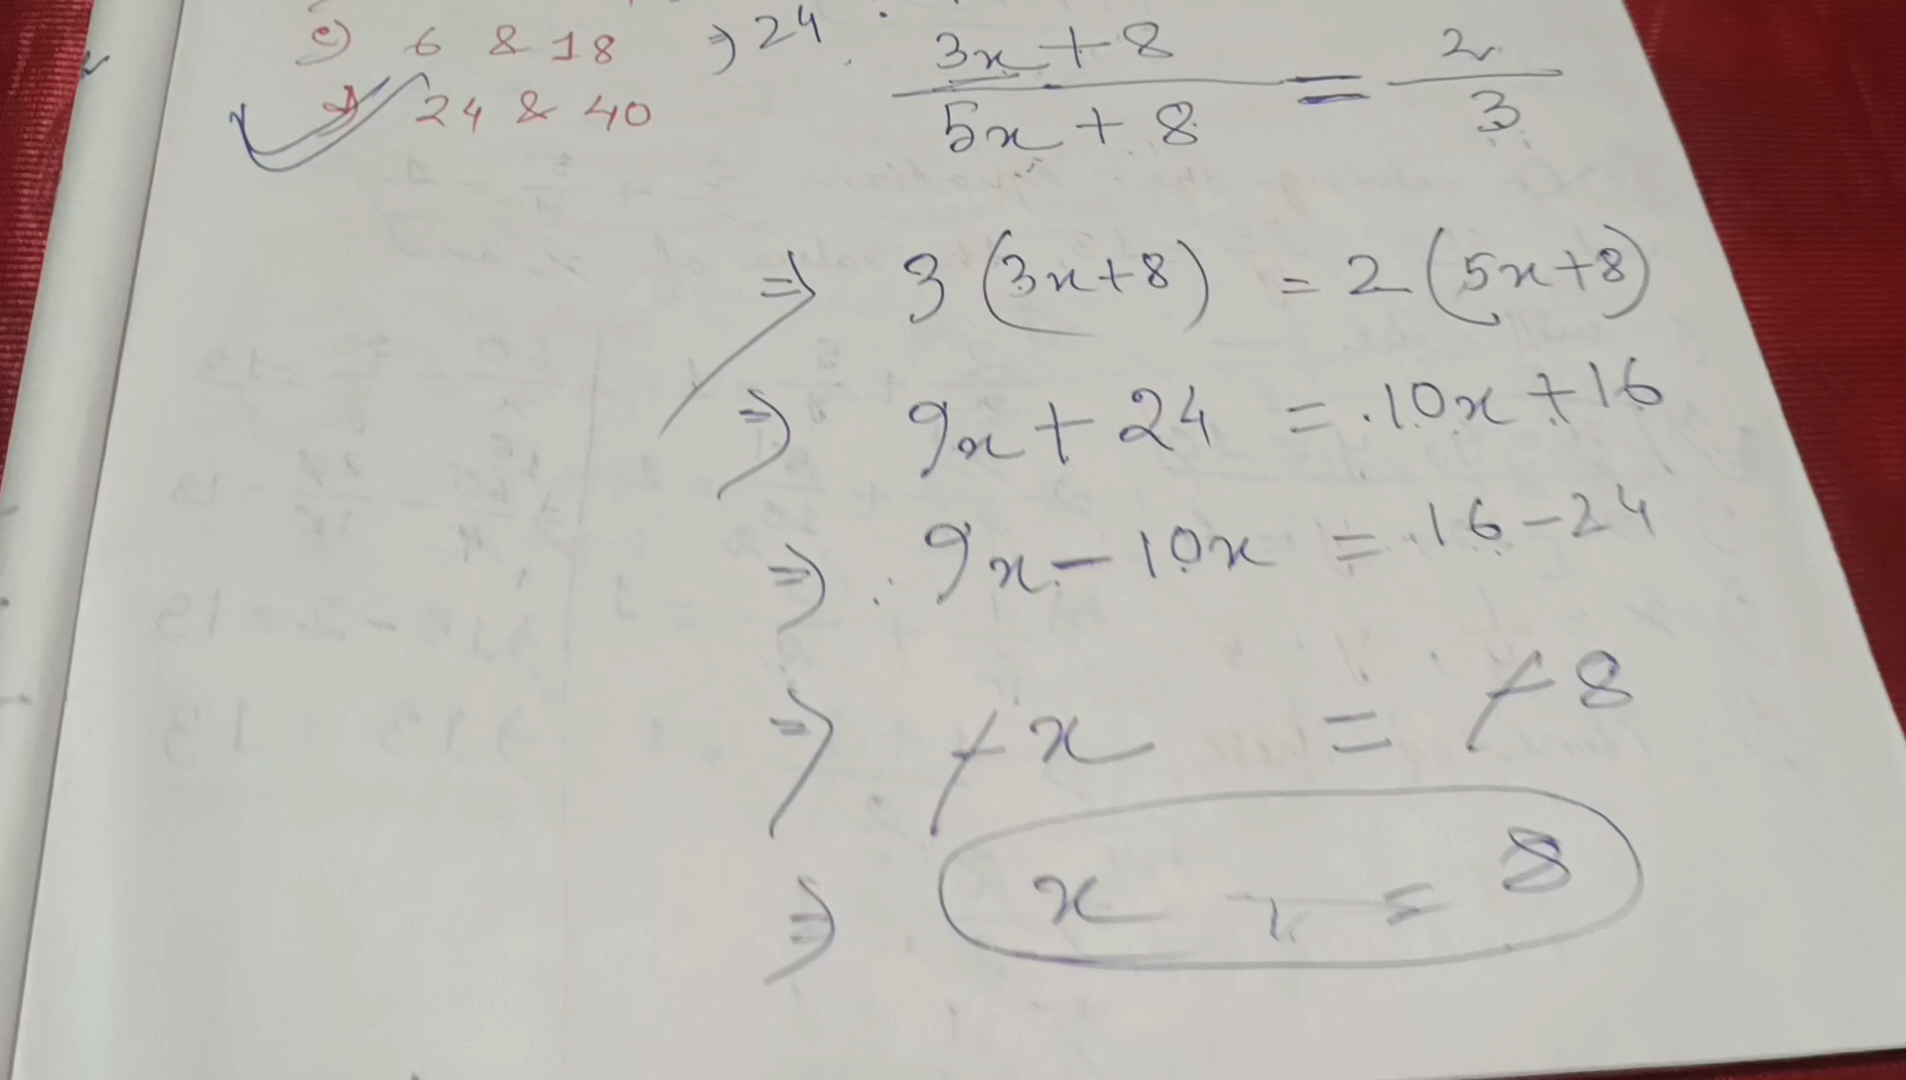 c) 6 & 18 ⇒ 24.
d) 24 & 40
3x + 8 / 5x + 8 = 2 / 3
⇒ 3 (3x+8) = 2 (5x+8)
⇒ 9x + 24 = 10x + 16
⇒ 9x - 10x = 16 - 24
⇒ - x = - 8
⇒ x = 8